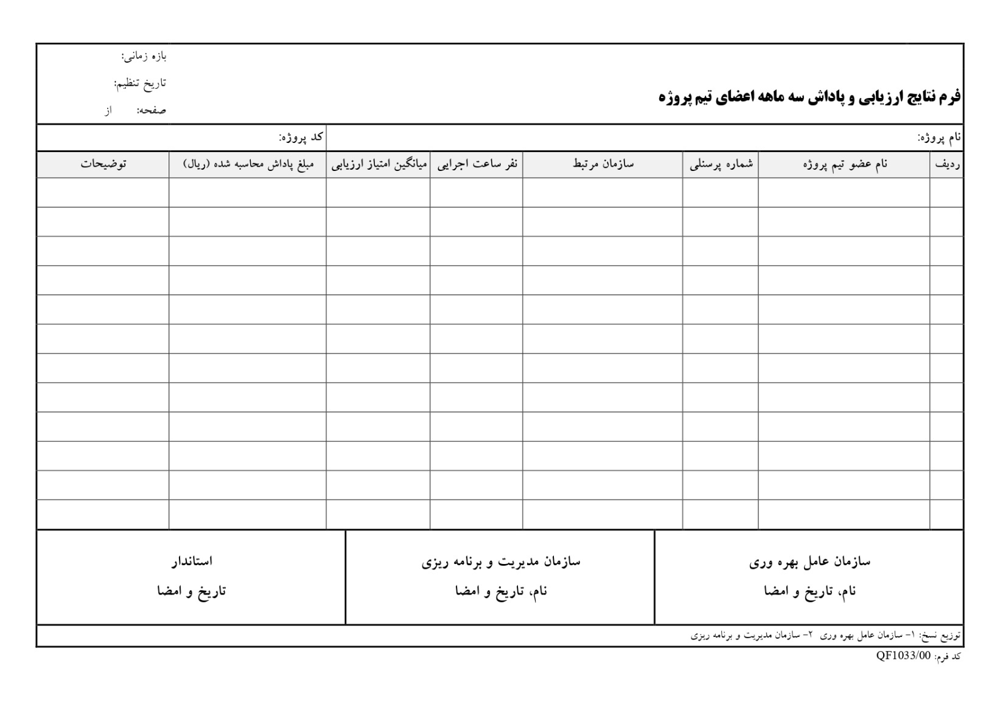 فرم نتایج ارزیابی و پاداش سه ماهه اعضای تیم پروژه
بازه زمانی:
تاریخ تنظیم:
صفحه: از
نام پروژه: کد پروژه:
ردیف نام عضو تیم پروژه شماره پرسنلی سازمان مرتبط نفر ساعت اجرایی میانگین امتیاز ارزیابی مبلغ پاداش محاسبه شده (ریال) توضیحات
سازمان عامل بهره وری
نام، تاریخ و امضا
سازمان مدیریت و برنامه ریزی
نام، تاریخ و امضا
استاندار
تاریخ و امضا
توزیع نسخ: ۱- سازمان عامل بهره وری ۲- سازمان مدیریت و برنامه ریزی
کد فرم: QF1033/00